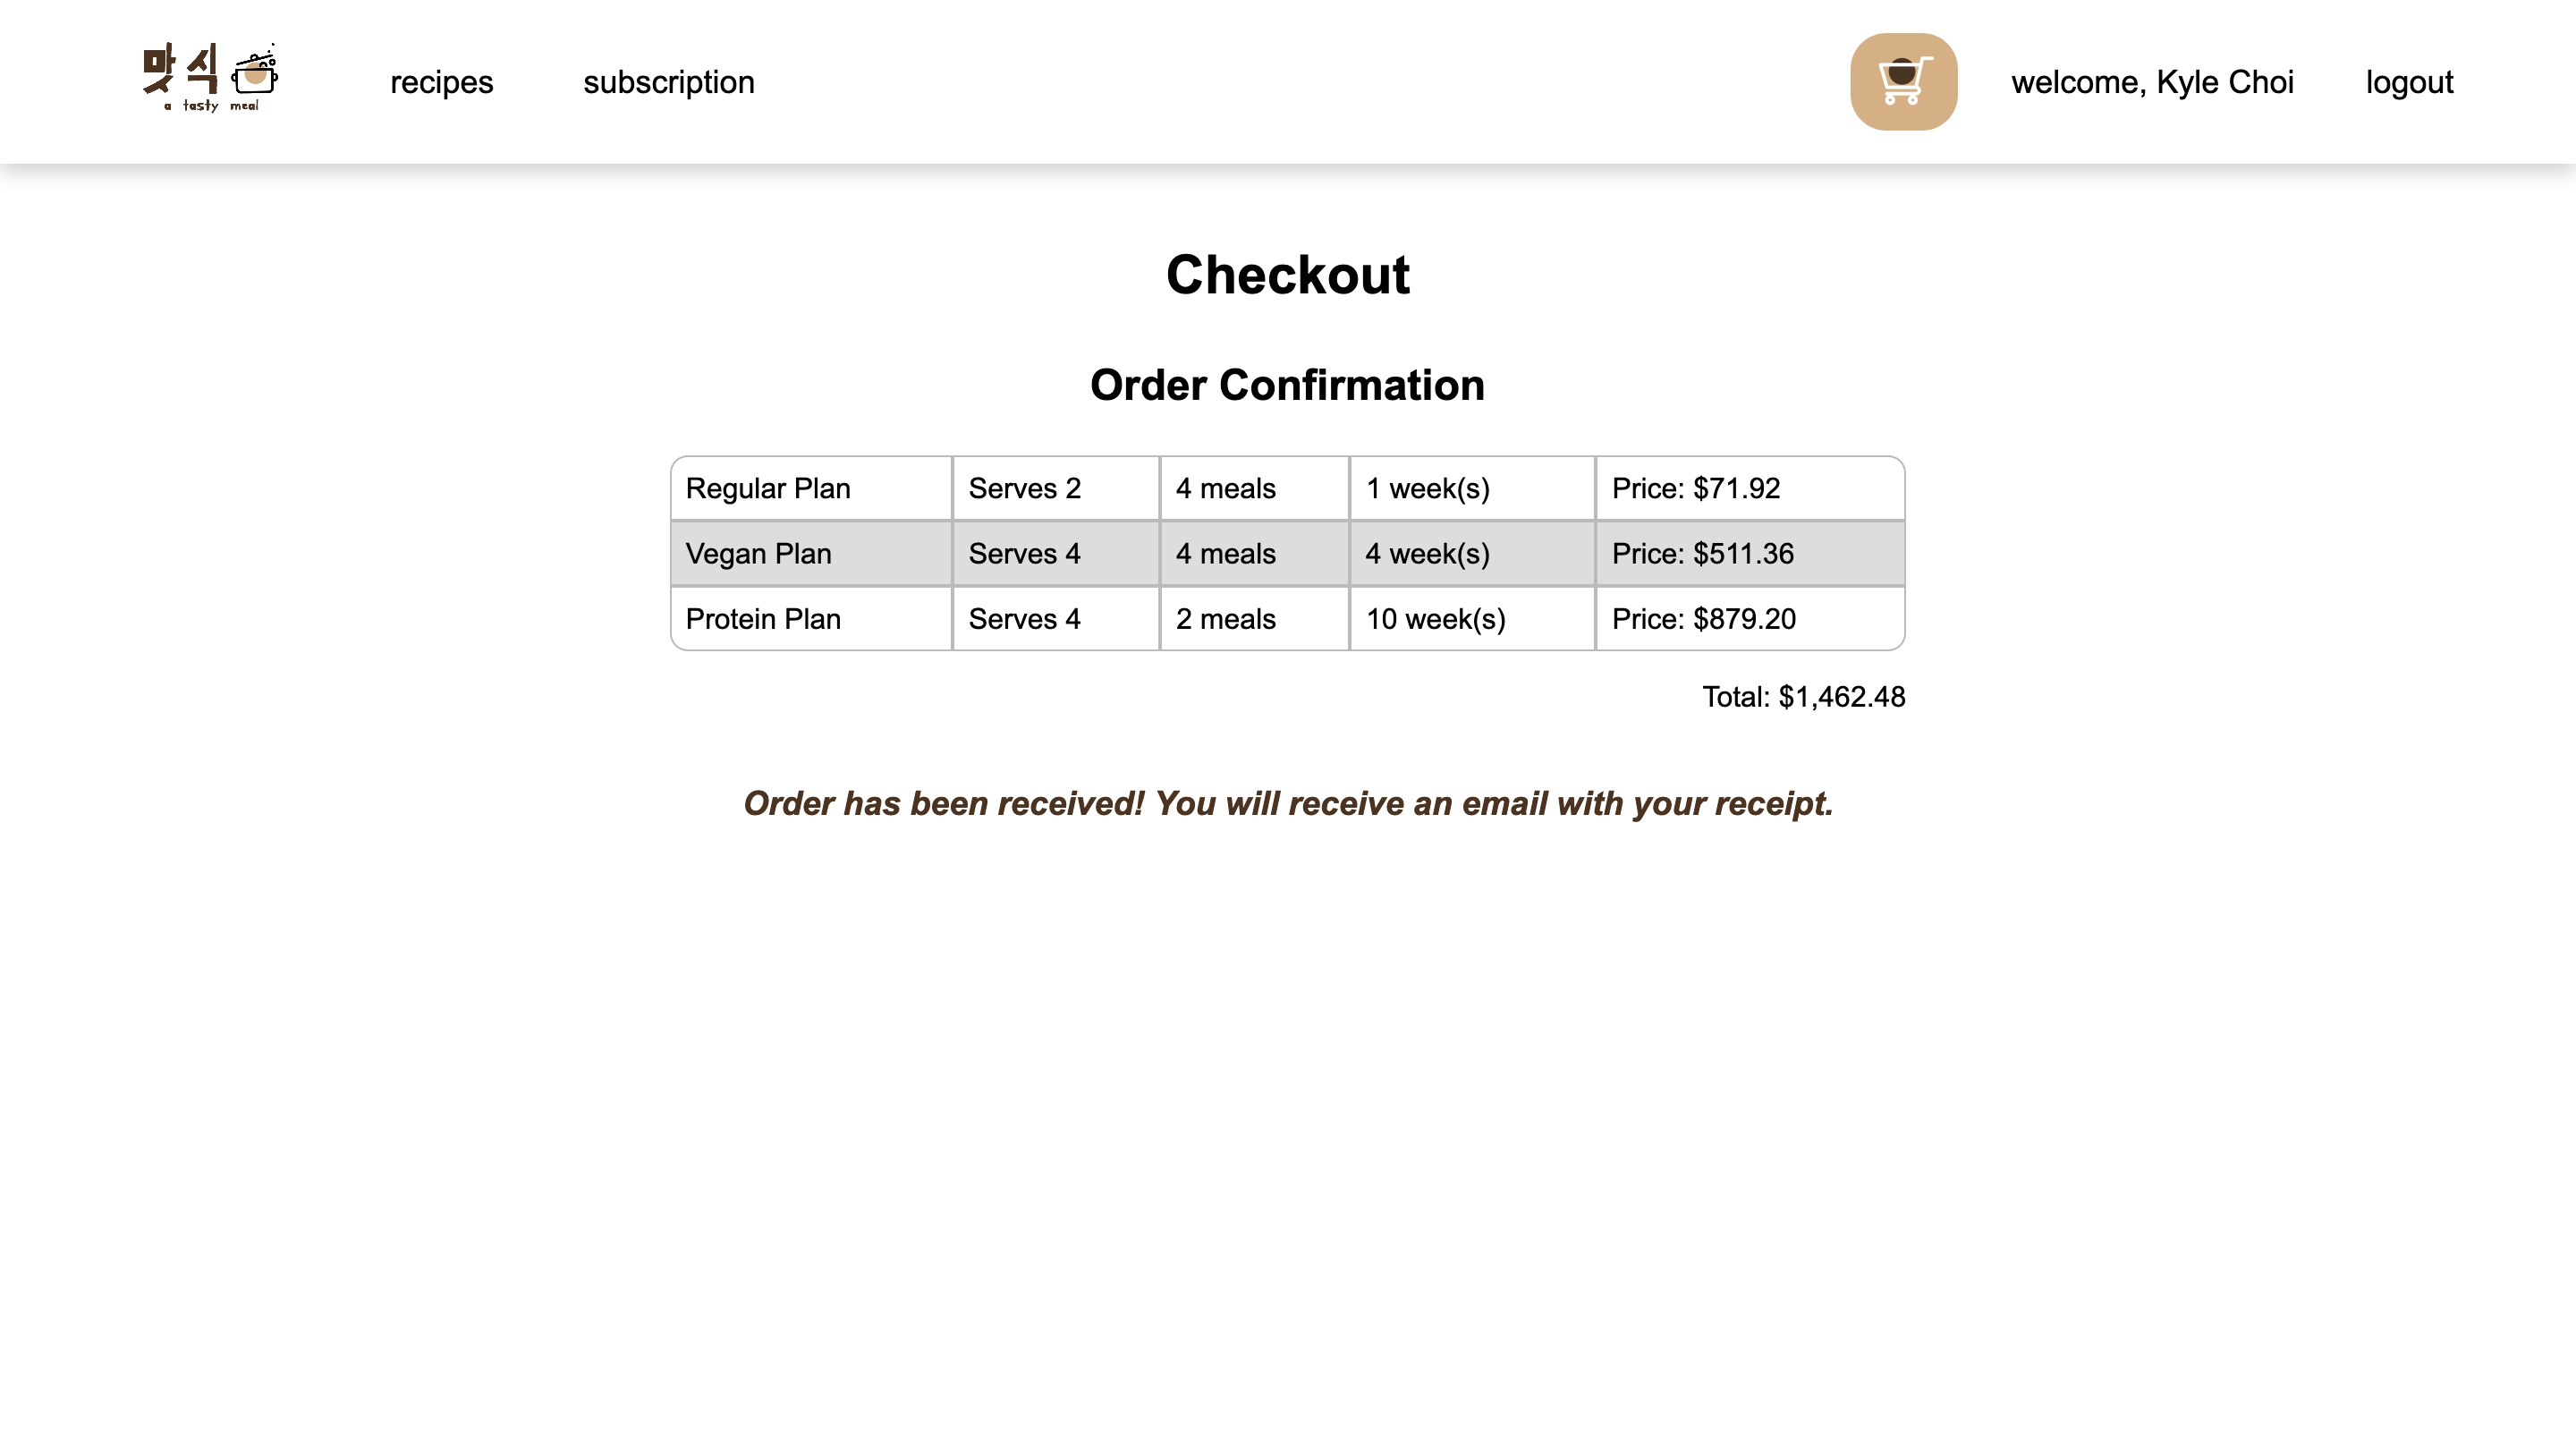 맛식
a tasty meal
recipes
subscription
welcome, Kyle Choi
logout
Checkout
Order Confirmation
Regular Plan Serves 2 4 meals 1 week(s) Price: $71.92
Vegan Plan Serves 4 4 meals 4 week(s) Price: $511.36
Protein Plan Serves 4 2 meals 10 week(s) Price: $879.20
Total: $1,462.48
Order has been received! You will receive an email with your receipt.